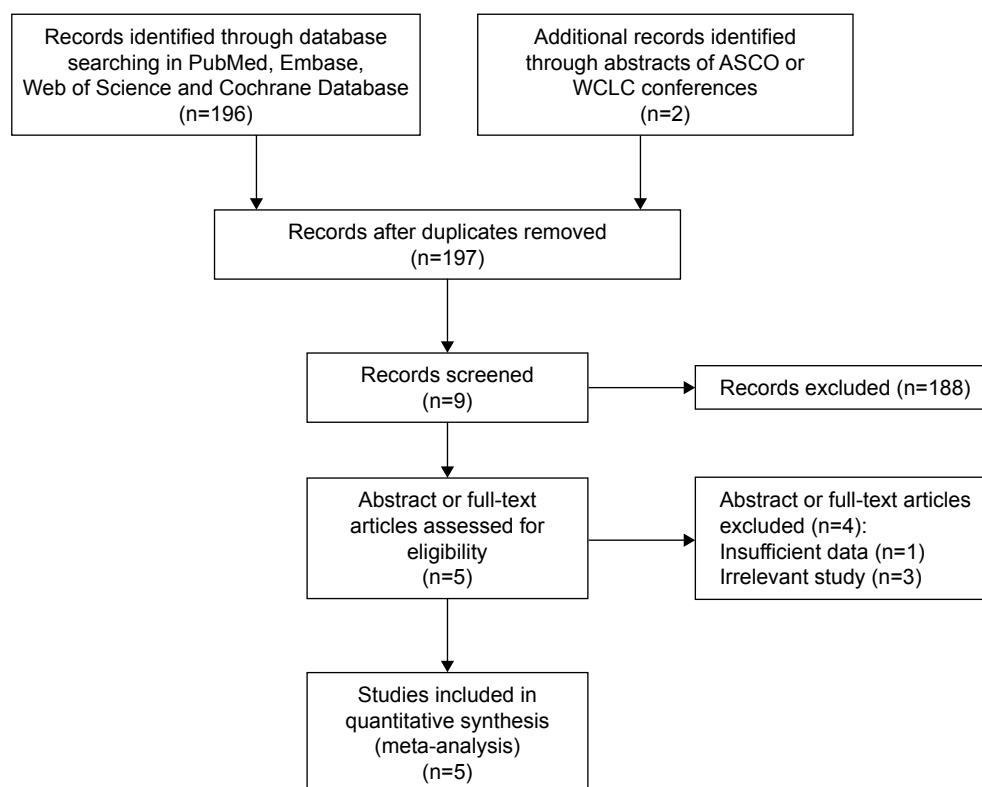 Records identified through database
searching in PubMed, Embase,
Web of Science and Cochrane Database
(n=196)
Additional records identified
through abstracts of ASCO or
WCLC conferences
(n=2)
Records after duplicates removed
(n=197)
Records screened
(n=9)
Records excluded (n=188)
Abstract or full-text
articles assessed for
eligibility
(n=5)
Abstract or full-text articles
excluded (n=4):
Insufficient data (n=1)
Irrelevant study (n=3)
Studies included in
quantitative synthesis
(meta-analysis)
(n=5)